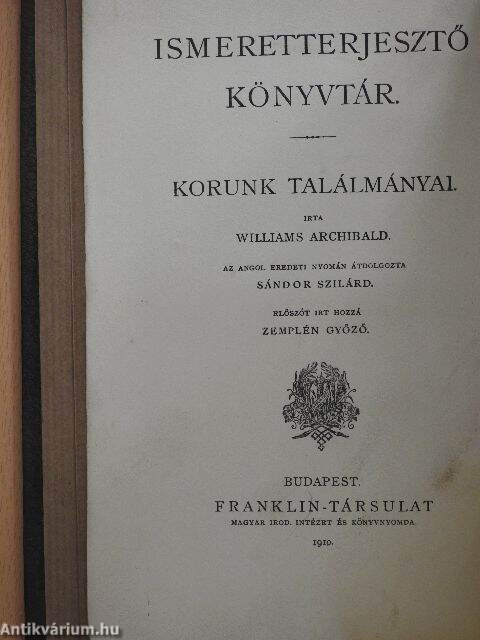 ISMERETTERJESZTŐ
KÖNYVTÁR.
KORUNK TALÁLMÁNYAI.
IRTA
WILLIAMS ARCHIBALD.
AZ ANGOL EREDETI NYOMÁN ÁTDOLGOZTA
SÁNDOR SZILÁRD.
ELŐSZÓT IRT HOZZÁ
ZEMPLÉN GYŐZŐ.
BUDAPEST.
FRANKLIN-TÁRSULAT
MAGYAR IROD. INTÉZET ÉS KÖNYVNYOMDA.
1910.
Antikvárium.hu